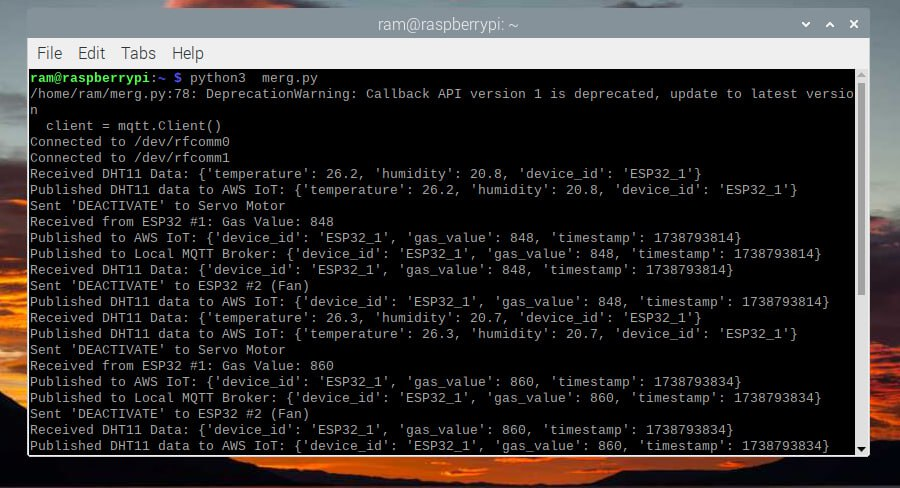 ram@raspberrypi: ~
File Edit Tabs Help
ram@raspberrypi:~ $ python3  merg.py
/home/ram/merg.py:78: DeprecationWarning: Callback API version 1 is deprecated, update to latest versio
n
  client = mqtt.Client()
Connected to /dev/rfcomm0
Connected to /dev/rfcomm1
Received DHT11 Data: {'temperature': 26.2, 'humidity': 20.8, 'device_id': 'ESP32_1'}
Published DHT11 data to AWS IoT: {'temperature': 26.2, 'humidity': 20.8, 'device_id': 'ESP32_1'}
Sent 'DEACTIVATE' to Servo Motor
Received from ESP32 #1: Gas Value: 848
Published to AWS IoT: {'device_id': 'ESP32_1', 'gas_value': 848, 'timestamp': 1738793814}
Published to Local MQTT Broker: {'device_id': 'ESP32_1', 'gas_value': 848, 'timestamp': 1738793814}
Received DHT11 Data: {'device_id': 'ESP32_1', 'gas_value': 848, 'timestamp': 1738793814}
Sent 'DEACTIVATE' to ESP32 #2 (Fan)
Published DHT11 data to AWS IoT: {'device_id': 'ESP32_1', 'gas_value': 848, 'timestamp': 1738793814}
Received DHT11 Data: {'temperature': 26.3, 'humidity': 20.7, 'device_id': 'ESP32_1'}
Published DHT11 data to AWS IoT: {'temperature': 26.3, 'humidity': 20.7, 'device_id': 'ESP32_1'}
Sent 'DEACTIVATE' to Servo Motor
Received from ESP32 #1: Gas Value: 860
Published to AWS IoT: {'device_id': 'ESP32_1', 'gas_value': 860, 'timestamp': 1738793834}
Published to Local MQTT Broker: {'device_id': 'ESP32_1', 'gas_value': 860, 'timestamp': 1738793834}
Sent 'DEACTIVATE' to ESP32 #2 (Fan)
Received DHT11 Data: {'device_id': 'ESP32_1', 'gas_value': 860, 'timestamp': 1738793834}
Published DHT11 data to AWS IoT: {'device_id': 'ESP32_1', 'gas_value': 860, 'timestamp': 1738793834}